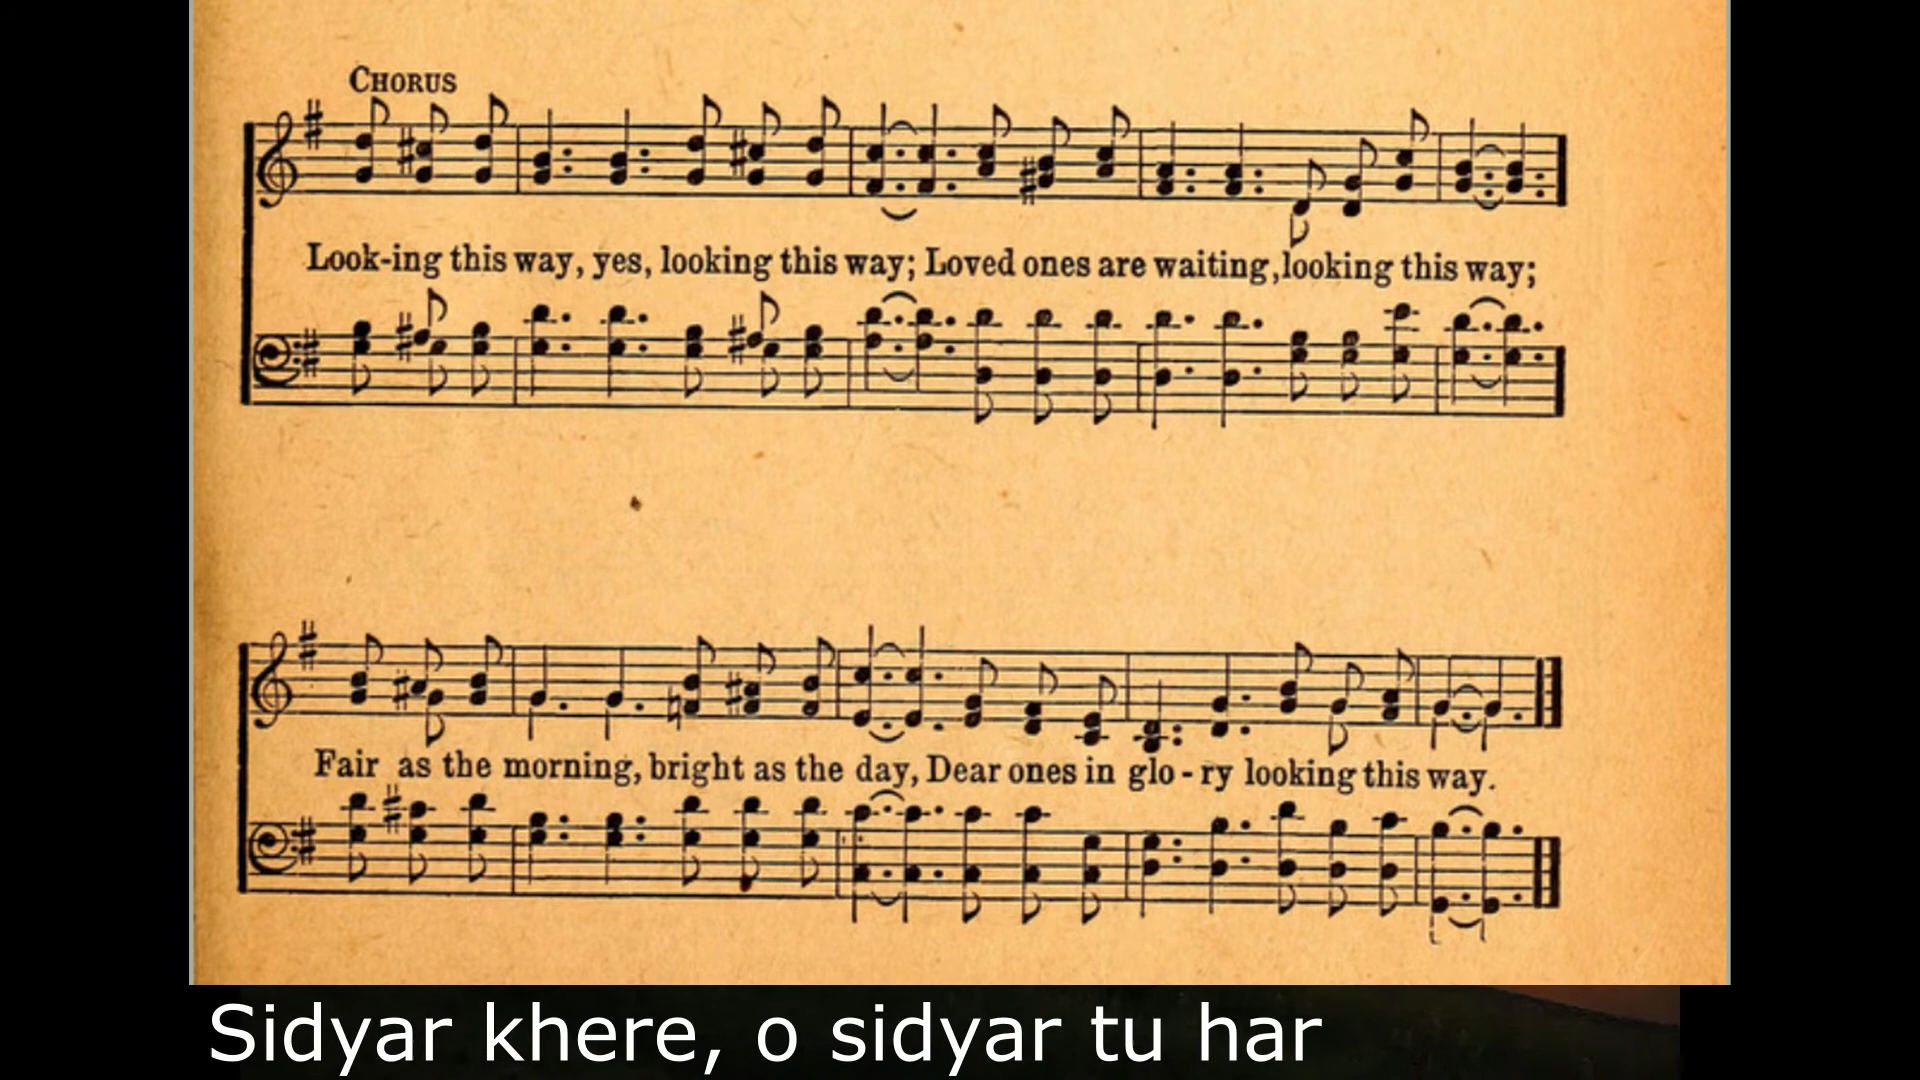 CHORUS
Look-ing this way, yes, looking this way; Loved ones are waiting, looking this way;
Fair as the morning, bright as the day, Dear ones in glo - ry looking this way.
Sidyar khere, o sidyar tu har